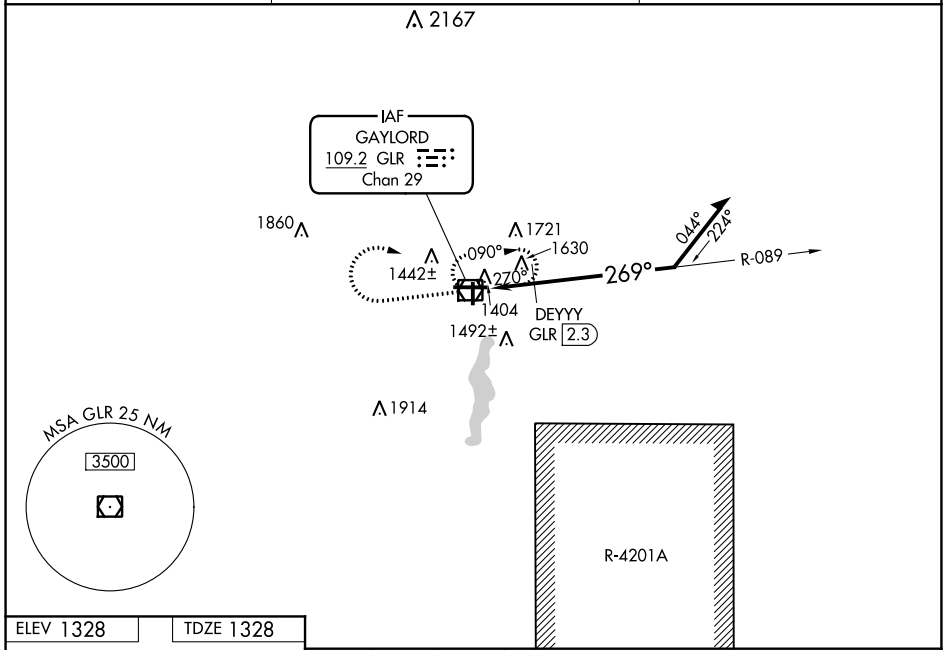 2167
IAF
GAYLORD
109.2 GLR
Chan 29
1860
1721
1630
090°
1442±
270°
044°
224°
R-089
269°
1404
DEYYY
GLR 2.3
1492±
1914
MSA GLR 25 NM
3500
R-4201A
ELEV 1328
TDZE 1328